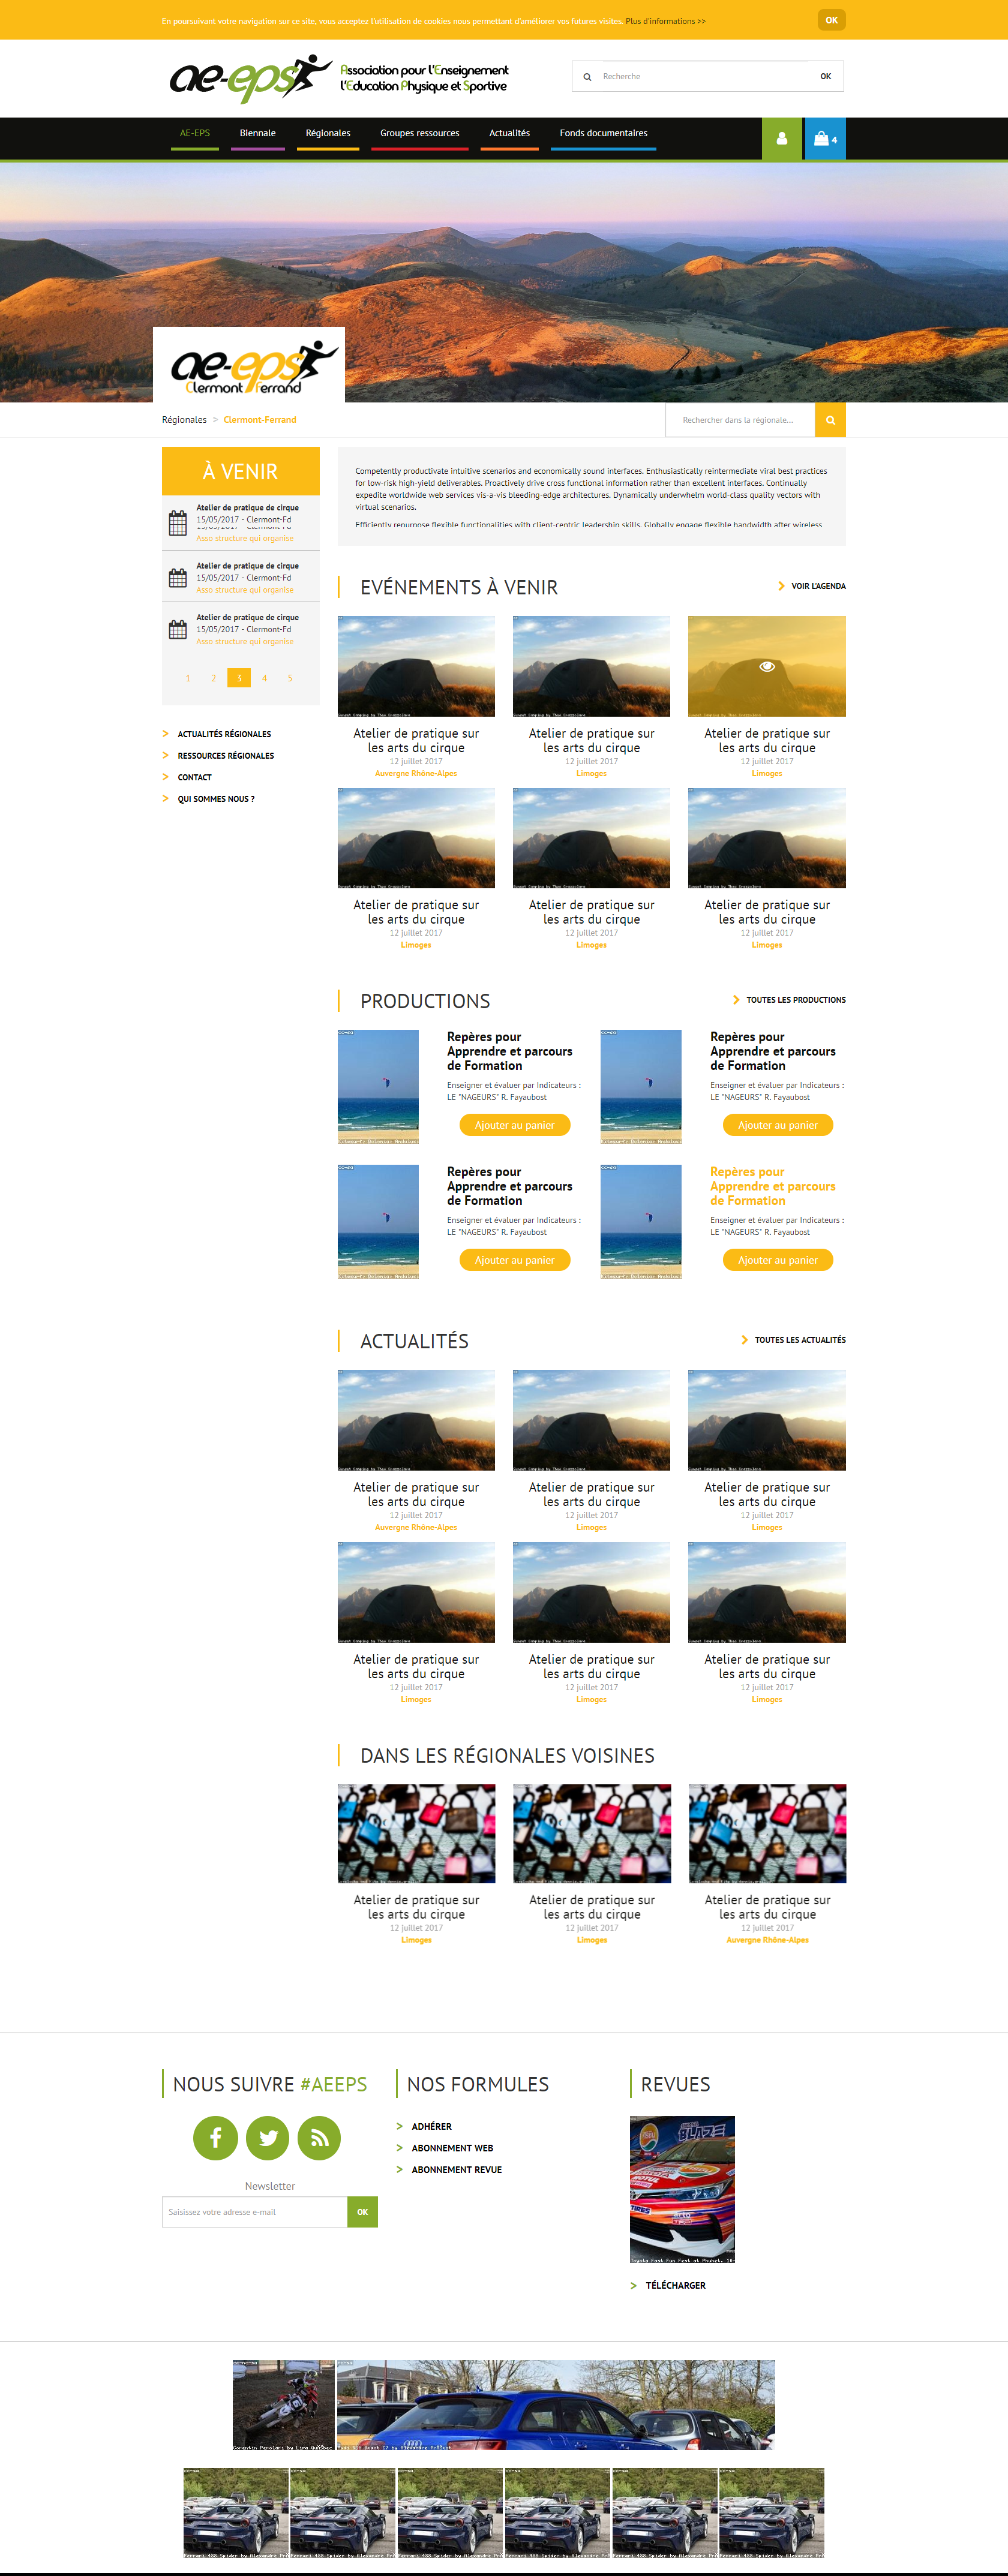 En poursuivant votre navigation sur ce site, vous acceptez l'utilisation de cookies nous permettant d'améliorer vos futures visites. Plus d'informations >>
OK
ae-eps
Association pour l'Enseignement
l'Education Physique et Sportive
Recherche
OK
AE-EPS
Biennale
Régionales
Groupes ressources
Actualités
Fonds documentaires
4
ae-eps
Clermont Ferrand
Régionales > Clermont-Ferrand
Rechercher dans la régionale...
À VENIR
Atelier de pratique de cirque
15/05/2017 - Clermont-Fd
Asso structure qui organise
Atelier de pratique de cirque
15/05/2017 - Clermont-Fd
Asso structure qui organise
Atelier de pratique de cirque
15/05/2017 - Clermont-Fd
Asso structure qui organise
1 2 3 4 5
> ACTUALITÉS RÉGIONALES
> RESSOURCES RÉGIONALES
> CONTACT
> QUI SOMMES NOUS ?
Competently productivate intuitive scenarios and economically sound interfaces. Enthusiastically reintermediate viral best practices
for low-risk high-yield deliverables. Proactively drive cross functional information rather than excellent interfaces. Continually
expedite worldwide web services vis-a-vis bleeding-edge architectures. Dynamically underwhelm world-class quality vectors with
virtual scenarios.
Efficiently repurpose flexible functionalities with client-centric leadership skills. Globally engage flexible bandwidth after wireless
EVÉNEMENTS À VENIR
VOIR L'AGENDA
Atelier de pratique sur
les arts du cirque
12 juillet 2017
Auvergne Rhône-Alpes
Atelier de pratique sur
les arts du cirque
12 juillet 2017
Limoges
Atelier de pratique sur
les arts du cirque
12 juillet 2017
Limoges
Atelier de pratique sur
les arts du cirque
12 juillet 2017
Limoges
Atelier de pratique sur
les arts du cirque
12 juillet 2017
Limoges
Atelier de pratique sur
les arts du cirque
12 juillet 2017
Limoges
PRODUCTIONS
TOUTES LES PRODUCTIONS
Repères pour
Apprendre et parcours
de Formation
Enseigner et évaluer par Indicateurs :
LE "NAGEURS" R. Fayaubost
Ajouter au panier
Repères pour
Apprendre et parcours
de Formation
Enseigner et évaluer par Indicateurs :
LE "NAGEURS" R. Fayaubost
Ajouter au panier
Repères pour
Apprendre et parcours
de Formation
Enseigner et évaluer par Indicateurs :
LE "NAGEURS" R. Fayaubost
Ajouter au panier
Repères pour
Apprendre et parcours
de Formation
Enseigner et évaluer par Indicateurs :
LE "NAGEURS" R. Fayaubost
Ajouter au panier
ACTUALITÉS
TOUTES LES ACTUALITÉS
Atelier de pratique sur
les arts du cirque
12 juillet 2017
Auvergne Rhône-Alpes
Atelier de pratique sur
les arts du cirque
12 juillet 2017
Limoges
Atelier de pratique sur
les arts du cirque
12 juillet 2017
Limoges
Atelier de pratique sur
les arts du cirque
12 juillet 2017
Limoges
Atelier de pratique sur
les arts du cirque
12 juillet 2017
Limoges
Atelier de pratique sur
les arts du cirque
12 juillet 2017
Limoges
DANS LES RÉGIONALES VOISINES
Atelier de pratique sur
les arts du cirque
12 juillet 2017
Limoges
Atelier de pratique sur
les arts du cirque
12 juillet 2017
Limoges
Atelier de pratique sur
les arts du cirque
12 juillet 2017
Auvergne Rhône-Alpes
NOUS SUIVRE #AEEPS
Newsletter
Saisissez votre adresse e-mail
OK
NOS FORMULES
> ADHÉRER
> ABONNEMENT WEB
> ABONNEMENT REVUE
REVUES
BLAZE
> TÉLÉCHARGER